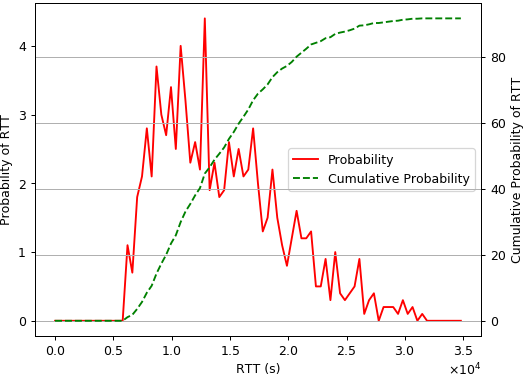 Probability of RTT
4
3
2
1
0
80
60
40
20
0
Cumulative Probability of RTT
Probability
Cumulative Probability
0.0 0.5 1.0 1.5 2.0 2.5 3.0 3.5
RTT (s)
×10⁴